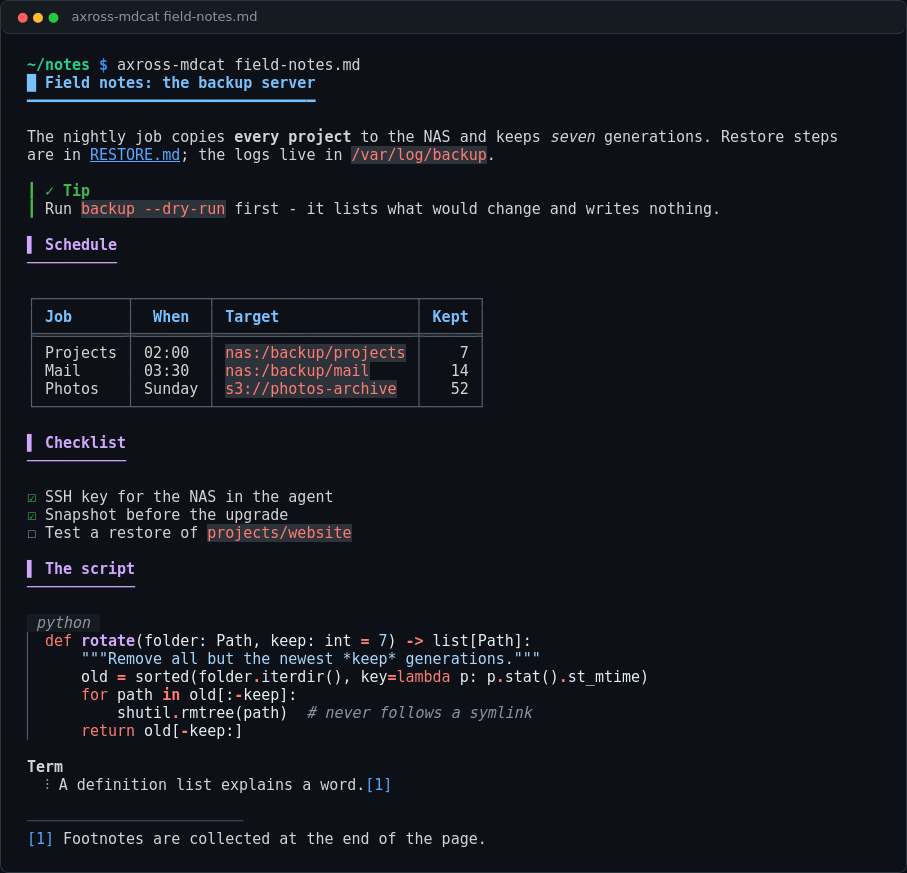 axross-mdcat field-notes.md
~/notes $ axross-mdcat field-notes.md
Field notes: the backup server
The nightly job copies every project to the NAS and keeps seven generations. Restore steps
are in RESTORE.md; the logs live in /var/log/backup.
✓ Tip
Run backup --dry-run first - it lists what would change and writes nothing.
Schedule
Job When Target Kept
Projects 02:00 nas:/backup/projects 7
Mail 03:30 nas:/backup/mail 14
Photos Sunday s3://photos-archive 52
Checklist
☑ SSH key for the NAS in the agent
☑ Snapshot before the upgrade
☐ Test a restore of projects/website
The script
python
def rotate(folder: Path, keep: int = 7) -> list[Path]:
    """Remove all but the newest *keep* generations."""
    old = sorted(folder.iterdir(), key=lambda p: p.stat().st_mtime)
    for path in old[:-keep]:
        shutil.rmtree(path)  # never follows a symlink
    return old[-keep:]
Term
⁝ A definition list explains a word.[1]
[1] Footnotes are collected at the end of the page.